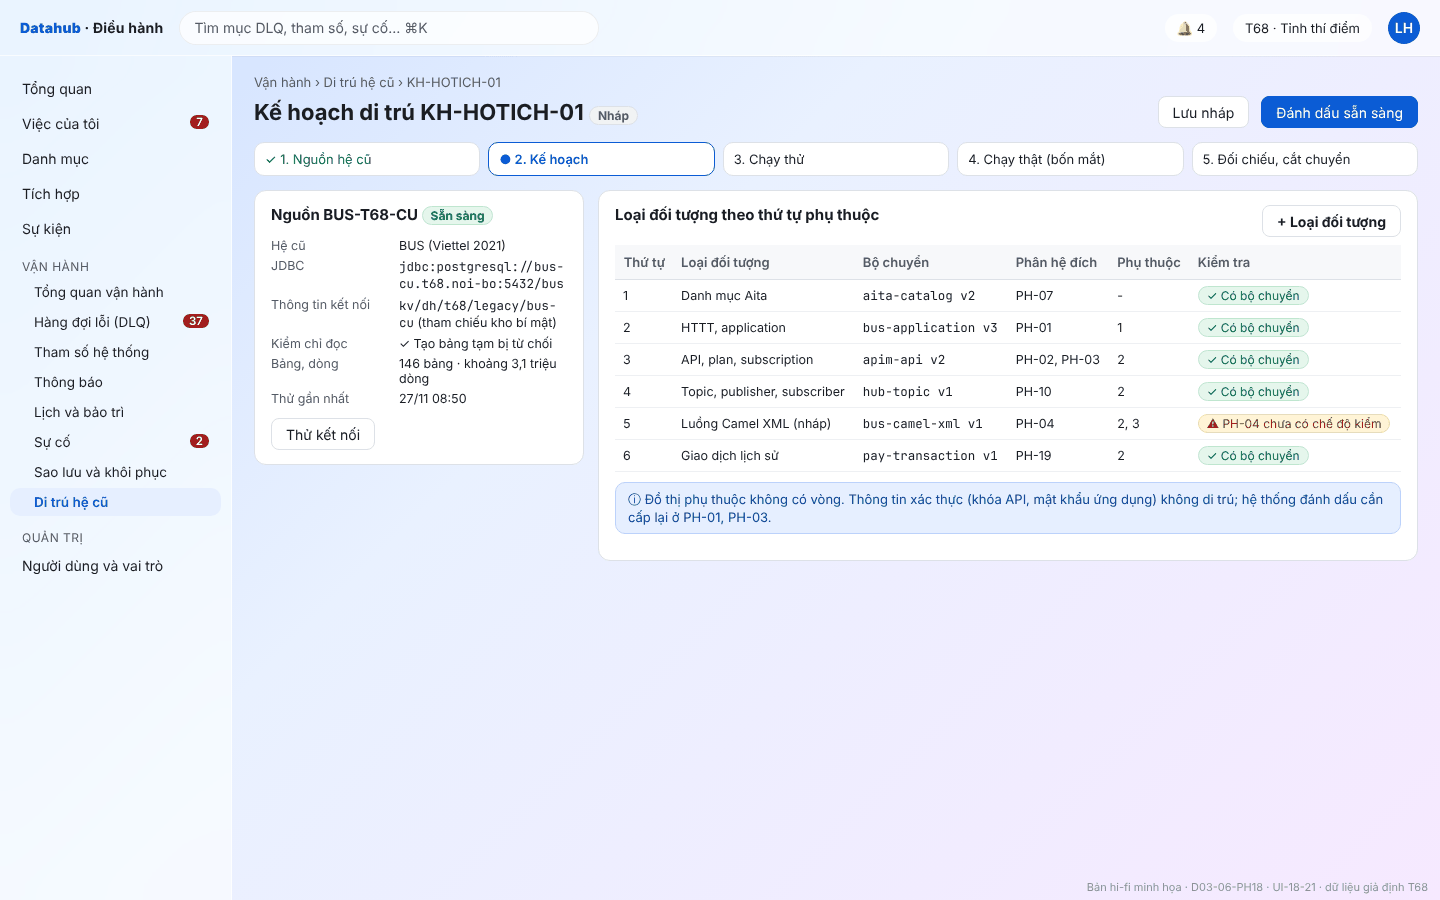 Datahub · Điều hành
Tìm mục DLQ, tham số, sự cố... ⌘K
4
T68 · Tỉnh thí điểm
LH
Tổng quan
Việc của tôi 7
Danh mục
Tích hợp
Sự kiện
VẬN HÀNH
Tổng quan vận hành
Hàng đợi lỗi (DLQ) 37
Tham số hệ thống
Thông báo
Lịch và bảo trì
Sự cố 2
Sao lưu và khôi phục
Di trú hệ cũ
QUẢN TRỊ
Người dùng và vai trò
Vận hành › Di trú hệ cũ › KH-HOTICH-01
Kế hoạch di trú KH-HOTICH-01 Nháp
Lưu nháp
Đánh dấu sẵn sàng
✓ 1. Nguồn hệ cũ
● 2. Kế hoạch
3. Chạy thử
4. Chạy thật (bốn mắt)
5. Đối chiếu, cắt chuyển
Nguồn BUS-T68-CU Sẵn sàng
Hệ cũ BUS (Viettel 2021)
JDBC jdbc:postgresql://bus-
cu.t68.noi-bo:5432/bus
Thông tin kết nối kv/dh/t68/legacy/bus-
cu (tham chiếu kho bí mật)
Kiểm chỉ đọc ✓ Tạo bảng tạm bị từ chối
Bảng, dòng 146 bảng · khoảng 3,1 triệu
dòng
Thử gần nhất 27/11 08:50
Thử kết nối
Loại đối tượng theo thứ tự phụ thuộc
+ Loại đối tượng
Thứ tự Loại đối tượng Bộ chuyển Phân hệ đích Phụ thuộc Kiểm tra
1 Danh mục Aita aita-catalog v2 PH-07 - ✓ Có bộ chuyển
2 HTTT, application bus-application v3 PH-01 1 ✓ Có bộ chuyển
3 API, plan, subscription apim-api v2 PH-02, PH-03 2 ✓ Có bộ chuyển
4 Topic, publisher, subscriber hub-topic v1 PH-10 2 ✓ Có bộ chuyển
5 Luồng Camel XML (nháp) bus-camel-xml v1 PH-04 2, 3 ⚠ PH-04 chưa có chế độ kiểm
6 Giao dịch lịch sử pay-transaction v1 PH-19 2 ✓ Có bộ chuyển
ⓘ Đồ thị phụ thuộc không có vòng. Thông tin xác thực (khóa API, mật khẩu ứng dụng) không di trú; hệ thống đánh dấu cần
cấp lại ở PH-01, PH-03.
Bản hi-fi minh họa · D03-06-PH18 · UI-18-21 · dữ liệu giả định T68